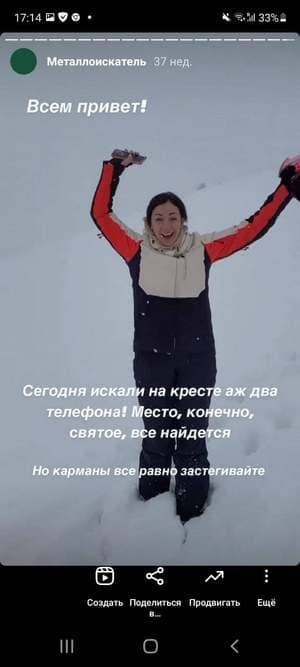 17:14 33%
Металлоискатель 37 нед.
Всем привет!
Сегодня искали на кресте аж два
телефона! Место, конечно,
святое, все найдется
Но карманы все равно застегивайте
Создать Поделиться Продвигать Ещё
в...